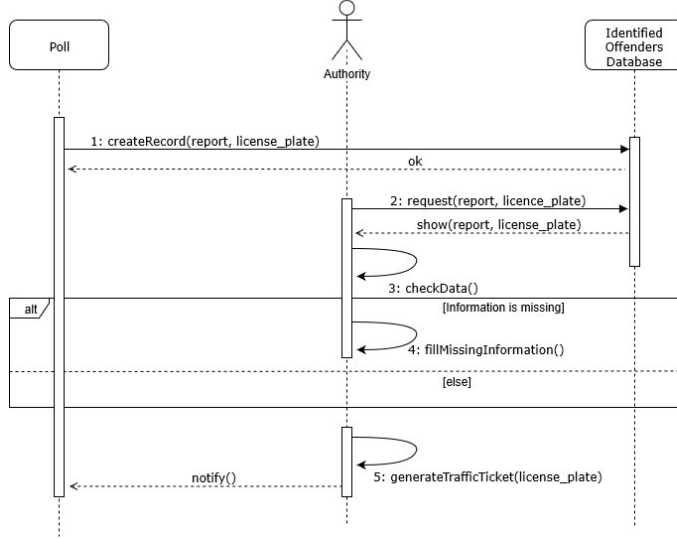 Poll
Authority
Identified
Offenders
Database
1: createRecord(report, license_plate)
ok
2: request(report, licence_plate)
show(report, license_plate)
3: checkData()
alt
[Information is missing]
4: fillMissingInformation()
[else]
5: generateTrafficTicket(license_plate)
notify()